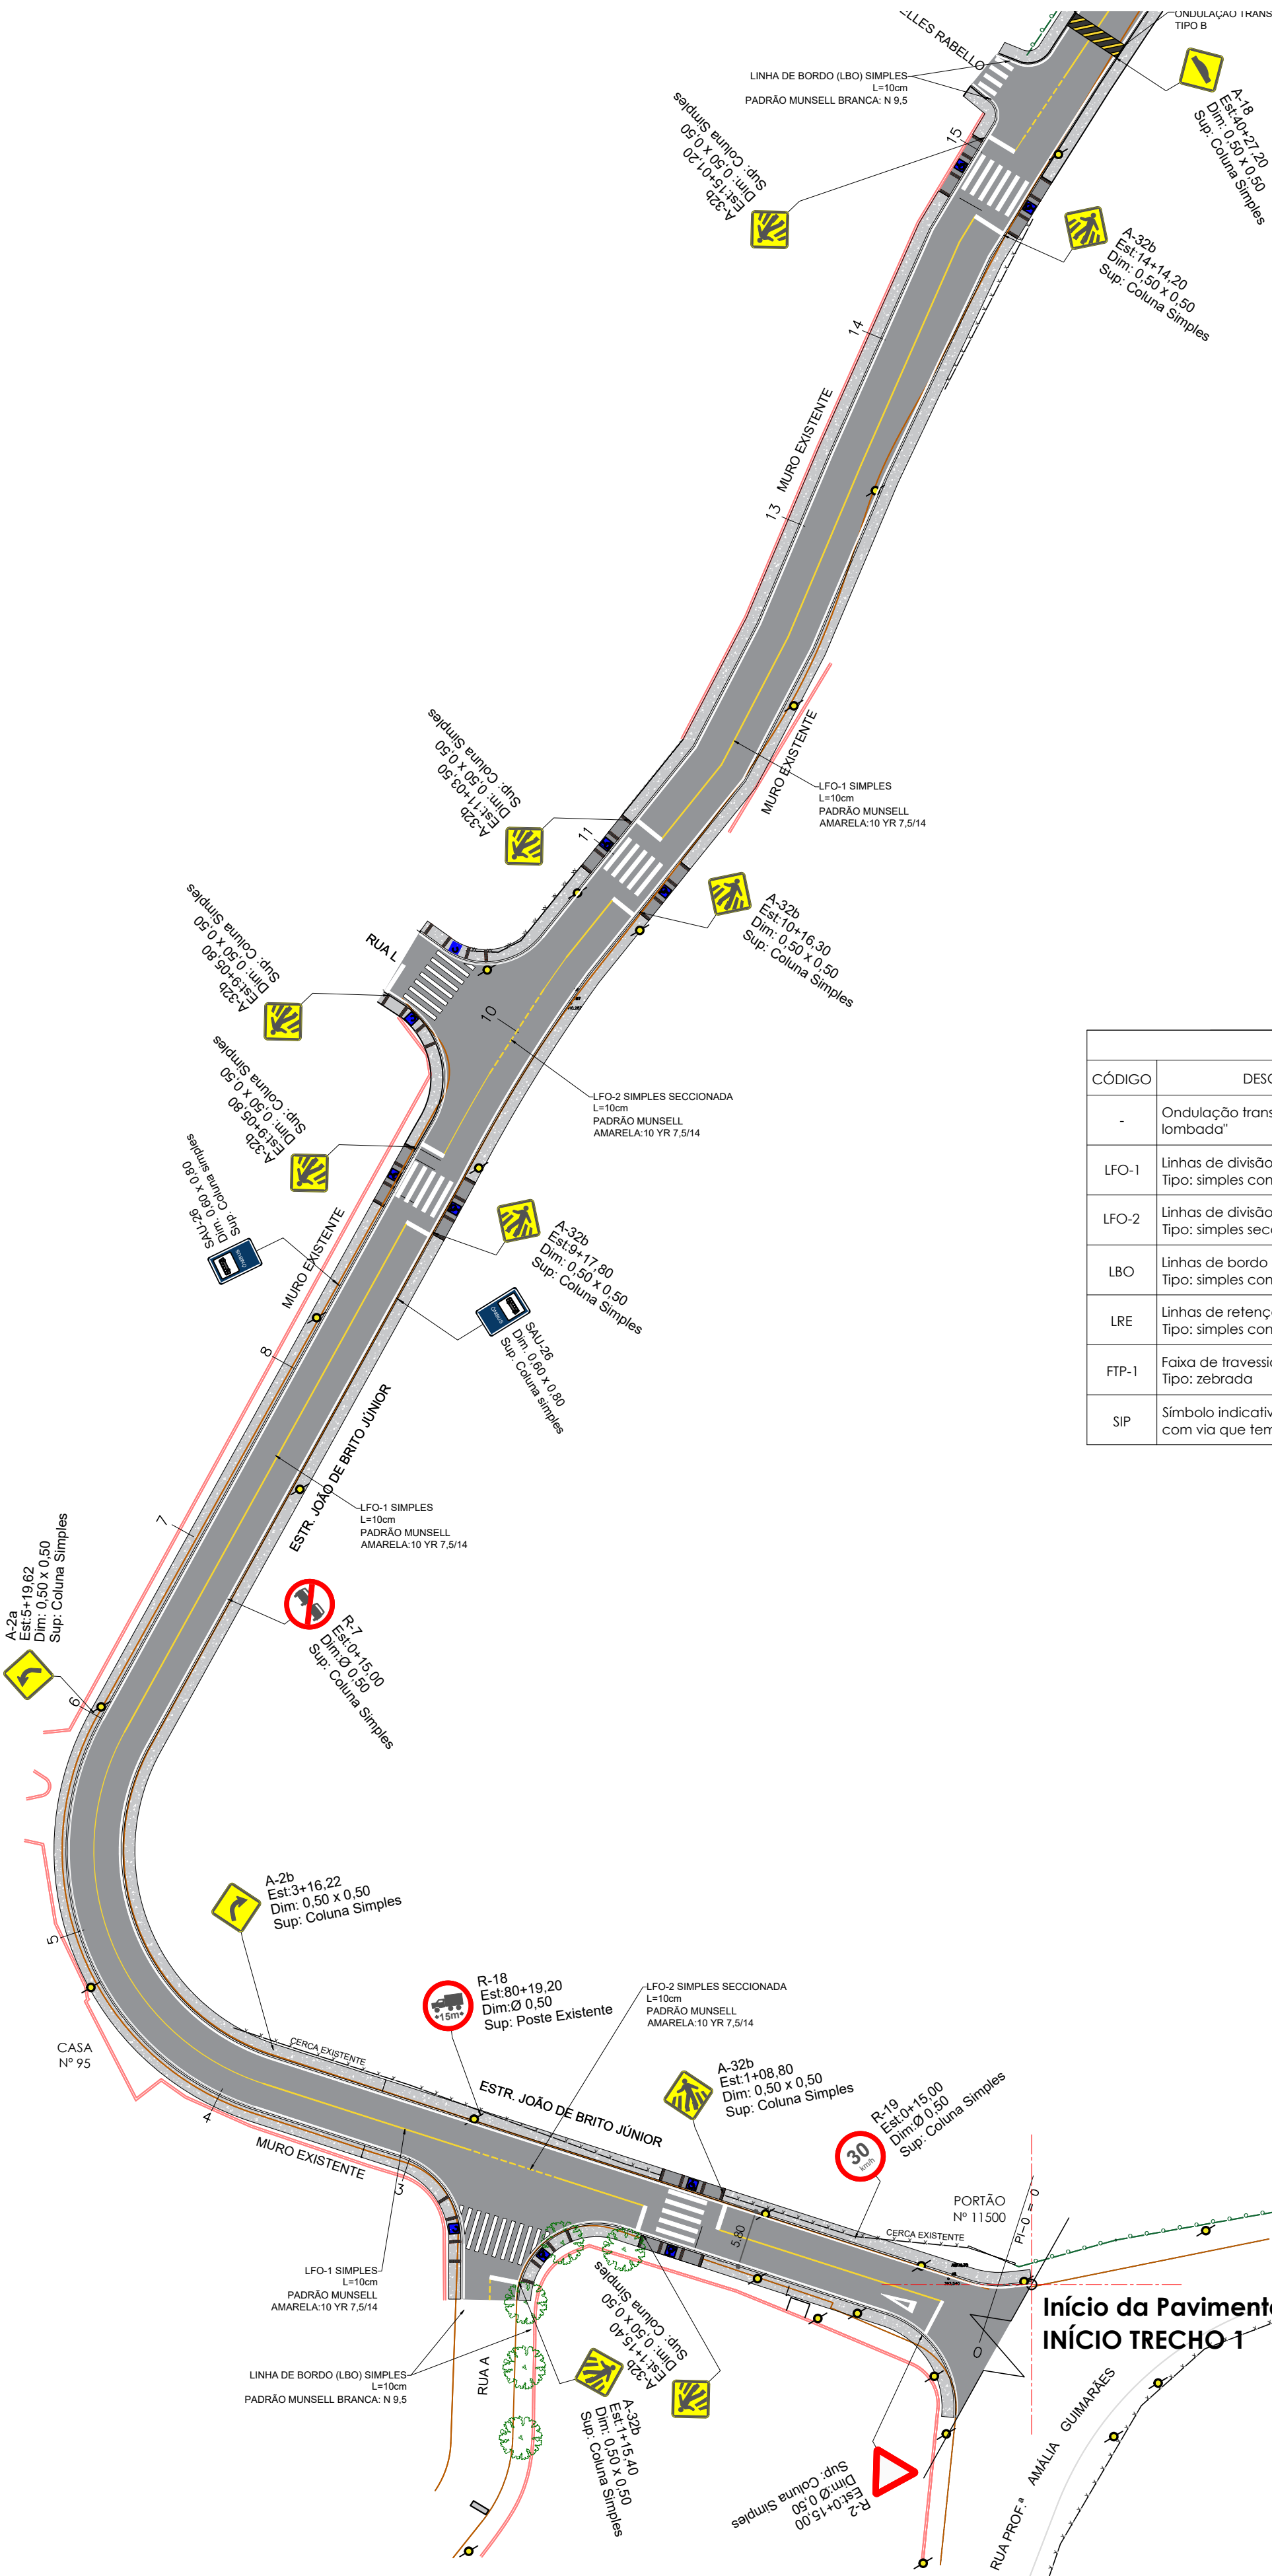 ELLES RABELLO
ONDULAÇÃO TRANS
TIPO B
LINHA DE BORDO (LBO) SIMPLES
L=10cm
PADRÃO MUNSELL BRANCA: N 9,5
A-18
Est:40+27,20
Dim: 0,50 x 0,50
Sup: Coluna Simples
A-32b
Est:15+01,20
Dim: 0,50 x 0,50
Sup: Coluna Simples
15
A-32b
Est:14+14,20
Dim: 0,50 x 0,50
Sup: Coluna Simples
14
MURO EXISTENTE
13
MURO EXISTENTE
LFO-1 SIMPLES
L=10cm
PADRÃO MUNSELL
AMARELA:10 YR 7,5/14
A-32b
Est:11+03,50
Dim: 0,50 x 0,50
Sup: Coluna Simples
11
A-32b
Est:10+16,30
Dim: 0,50 x 0,50
Sup: Coluna Simples
RUA L
A-32b
Est:9+05,80
Dim: 0,50 x 0,50
Sup: Coluna Simples
10
A-32b
Est:9+05,80
Dim: 0,50 x 0,50
Sup: Coluna Simples
LFO-2 SIMPLES SECCIONADA
L=10cm
PADRÃO MUNSELL
AMARELA:10 YR 7,5/14
CÓDIGO
DESC
-
Ondulação trans
lombada"
LFO-1
Linhas de divisão
Tipo: simples con
LFO-2
Linhas de divisão
Tipo: simples sec
LBO
Linhas de bordo
Tipo: simples con
LRE
Linhas de retenç
Tipo: simples con
FTP-1
Faixa de travessi
Tipo: zebrada
SIP
Símbolo indicativ
com via que tem
SAU-26
Dim. 0,60 x 0,80
Sup. Coluna simples
ÔNIBUS
MURO EXISTENTE
A-32b
Est:9+17,80
Dim: 0,50 x 0,50
Sup: Coluna Simples
ÔNIBUS
SAU-26
Dim. 0,60 x 0,80
Sup. Coluna simples
8
ESTR. JOÃO DE BRITO JÚNIOR
LFO-1 SIMPLES
L=10cm
PADRÃO MUNSELL
AMARELA:10 YR 7,5/14
7
A-2a
Est:5+19,62
Dim: 0,50 x 0,50
Sup: Coluna Simples
R-7
Est:0+15,00
Dim:Ø 0,50
Sup: Coluna Simples
6
A-2b
Est:3+16,22
Dim: 0,50 x 0,50
Sup: Coluna Simples
5
R-18
Est:80+19,20
Dim:Ø 0,50
Sup: Poste Existente
15m
LFO-2 SIMPLES SECCIONADA
L=10cm
PADRÃO MUNSELL
AMARELA:10 YR 7,5/14
CASA
Nº 95
CERCA EXISTENTE
ESTR. JOÃO DE BRITO JÚNIOR
A-32b
Est:1+08,80
Dim: 0,50 x 0,50
Sup: Coluna Simples
R-19
Est:0+15,00
Dim:Ø 0,50
Sup: Coluna Simples
30
km/h
4
MURO EXISTENTE
3
PORTÃO
Nº 11500
PI-0 = 0
5,80
CERCA EXISTENTE
LFO-1 SIMPLES
L=10cm
PADRÃO MUNSELL
AMARELA:10 YR 7,5/14
Início da Pavimento
INÍCIO TRECHO 1
0
LINHA DE BORDO (LBO) SIMPLES
L=10cm
PADRÃO MUNSELL BRANCA: N 9,5
RUA A
A-32b
Est:1+15,40
Dim: 0,50 x 0,50
Sup: Coluna Simples
A-32b
Est:1+15,40
Dim: 0,50 x 0,50
Sup: Coluna Simples
R-2
Est:0+15,00
Dim:Ø 0,50
Sup: Coluna Simples
RUA PROF.ª AMÁLIA GUIMARÃES